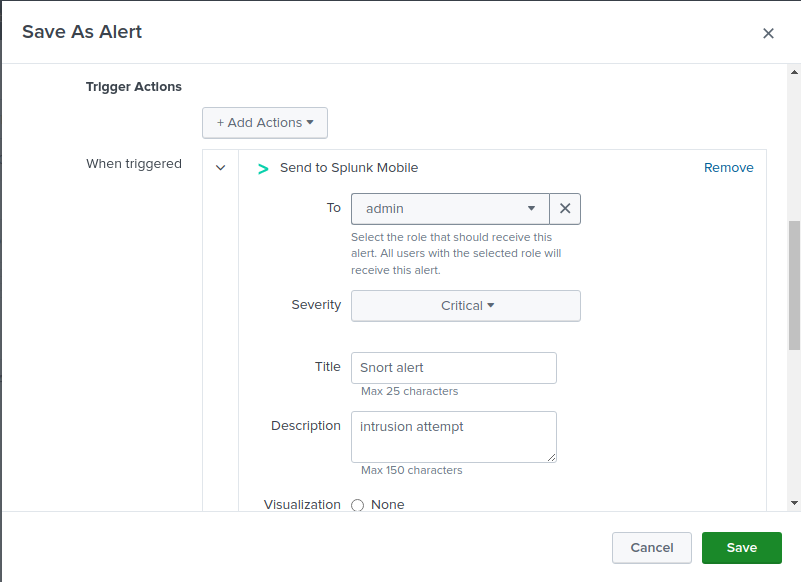 Save As Alert
Trigger Actions
+ Add Actions
When triggered
Send to Splunk Mobile
Remove
To
admin
Select the role that should receive this
alert. All users with the selected role will
receive this alert.
Severity
Critical
Title
Snort alert
Max 25 characters
Description
intrusion attempt
Max 150 characters
Visualization
None
Cancel
Save